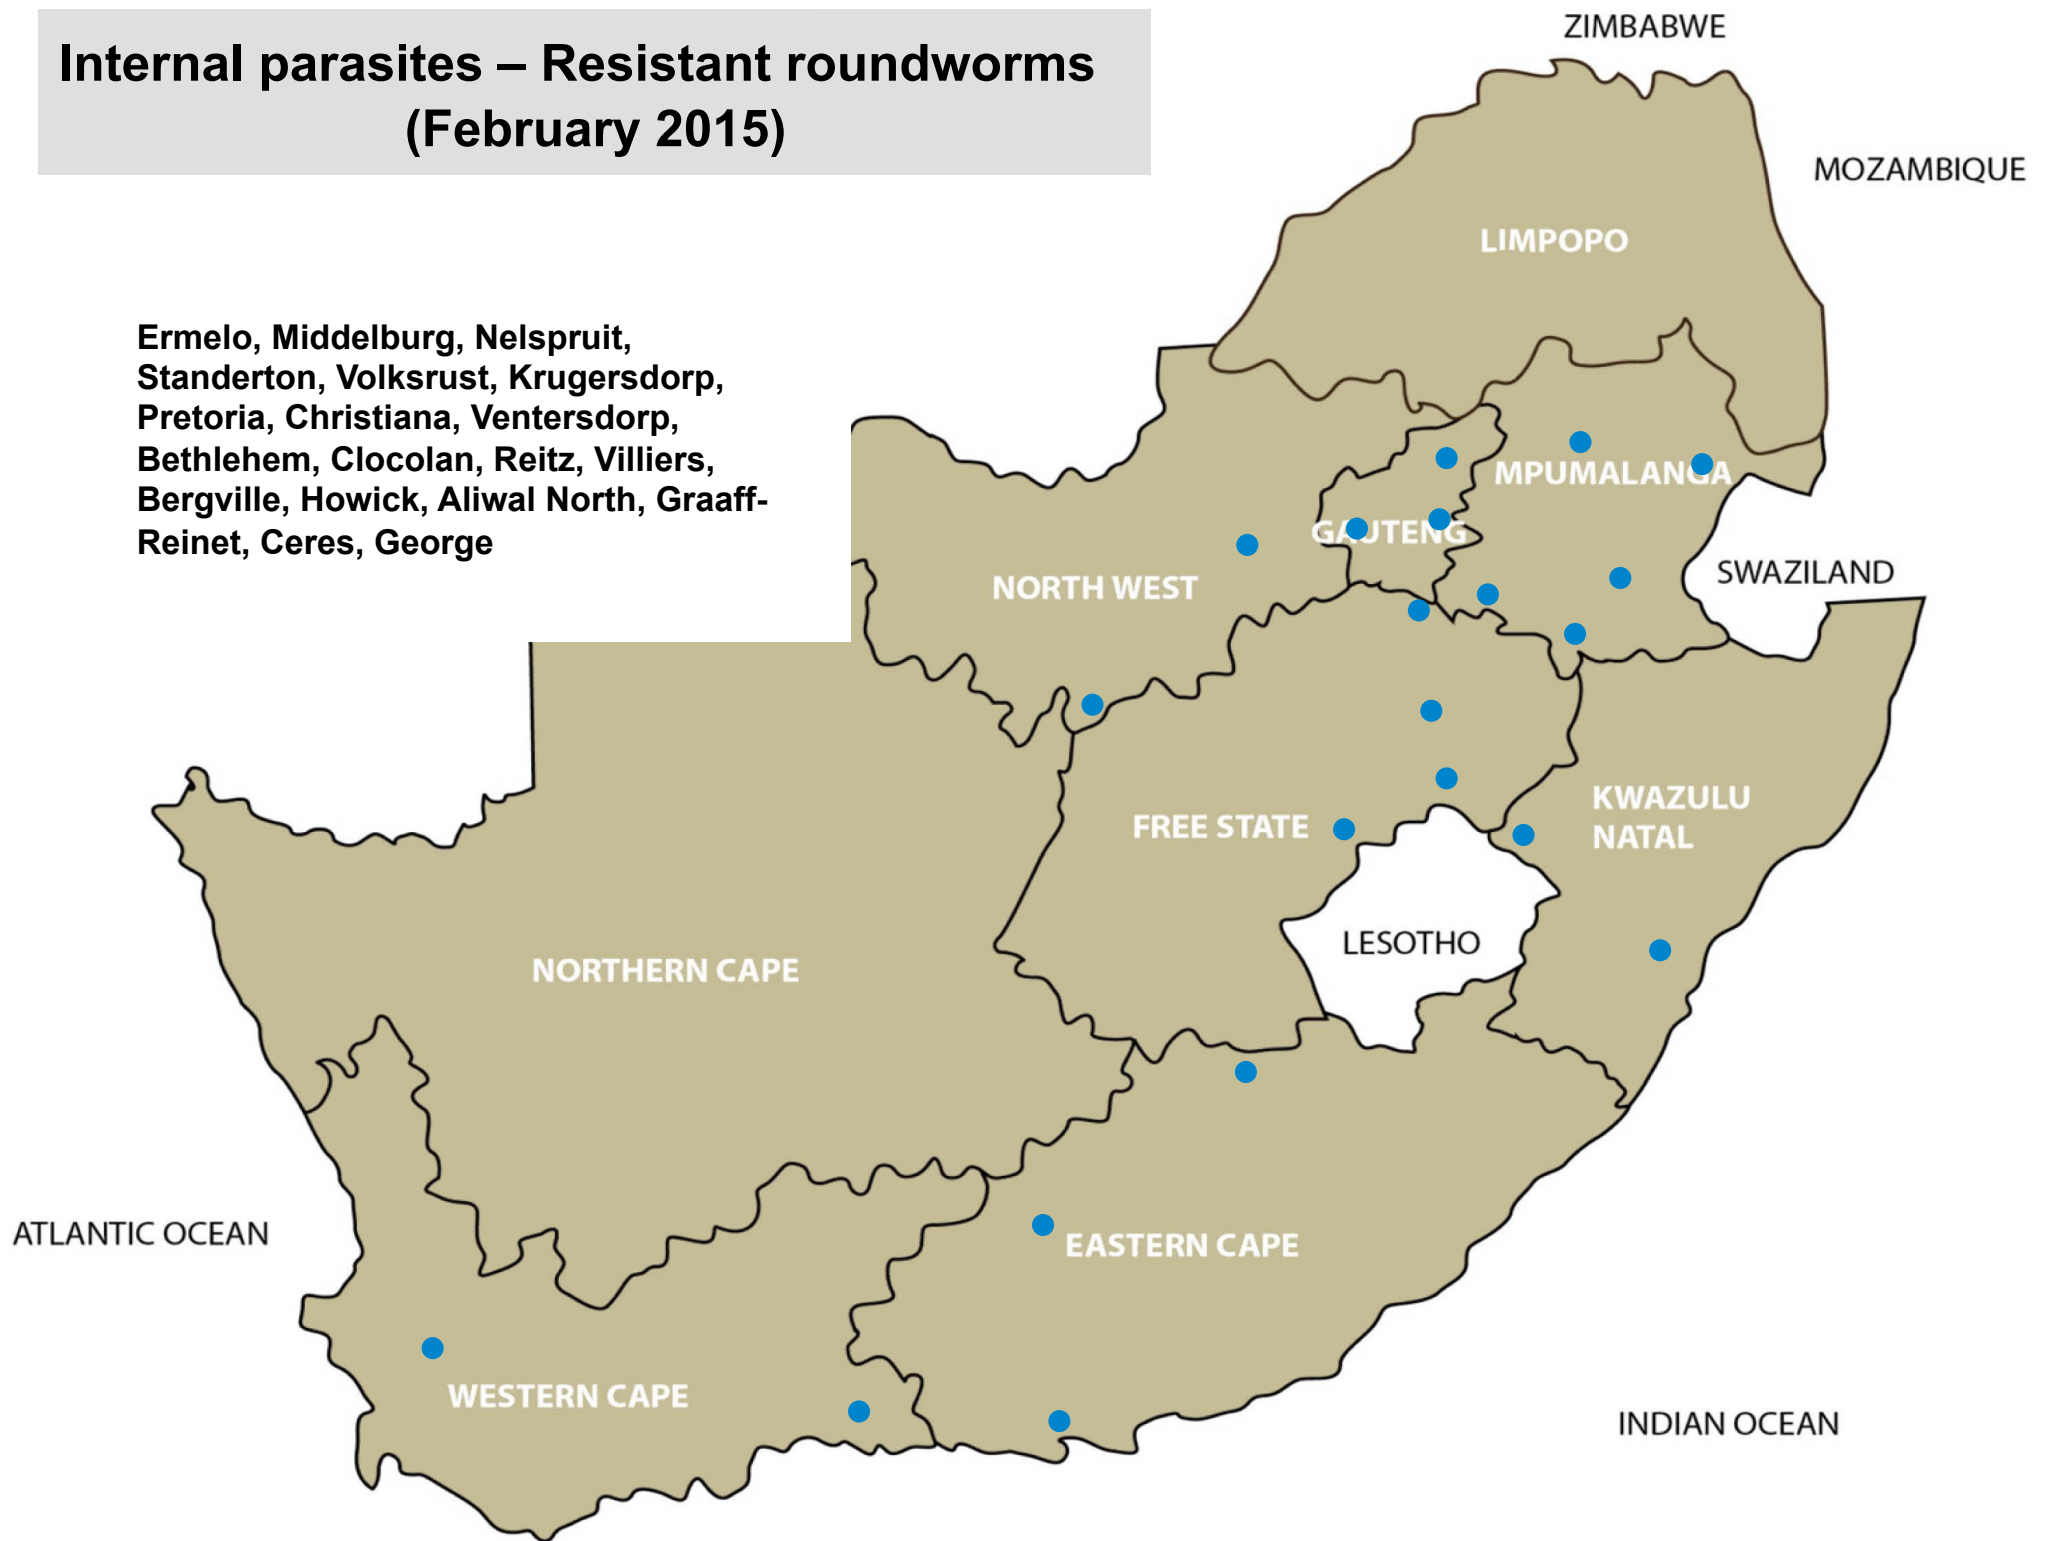 Internal parasites – Resistant roundworms
(February 2015)
ZIMBABWE
MOZAMBIQUE
LIMPOPO
Ermelo, Middelburg, Nelspruit,
Standerton, Volksrust, Krugersdorp,
Pretoria, Christiana, Ventersdorp,
Bethlehem, Clocolan, Reitz, Villiers,
Bergville, Howick, Aliwal North, Graaff-
Reinet, Ceres, George
MPUMALANGA
GAUTENG
SWAZILAND
NORTH WEST
KWAZULU
NATAL
FREE STATE
LESOTHO
NORTHERN CAPE
ATLANTIC OCEAN
EASTERN CAPE
WESTERN CAPE
INDIAN OCEAN